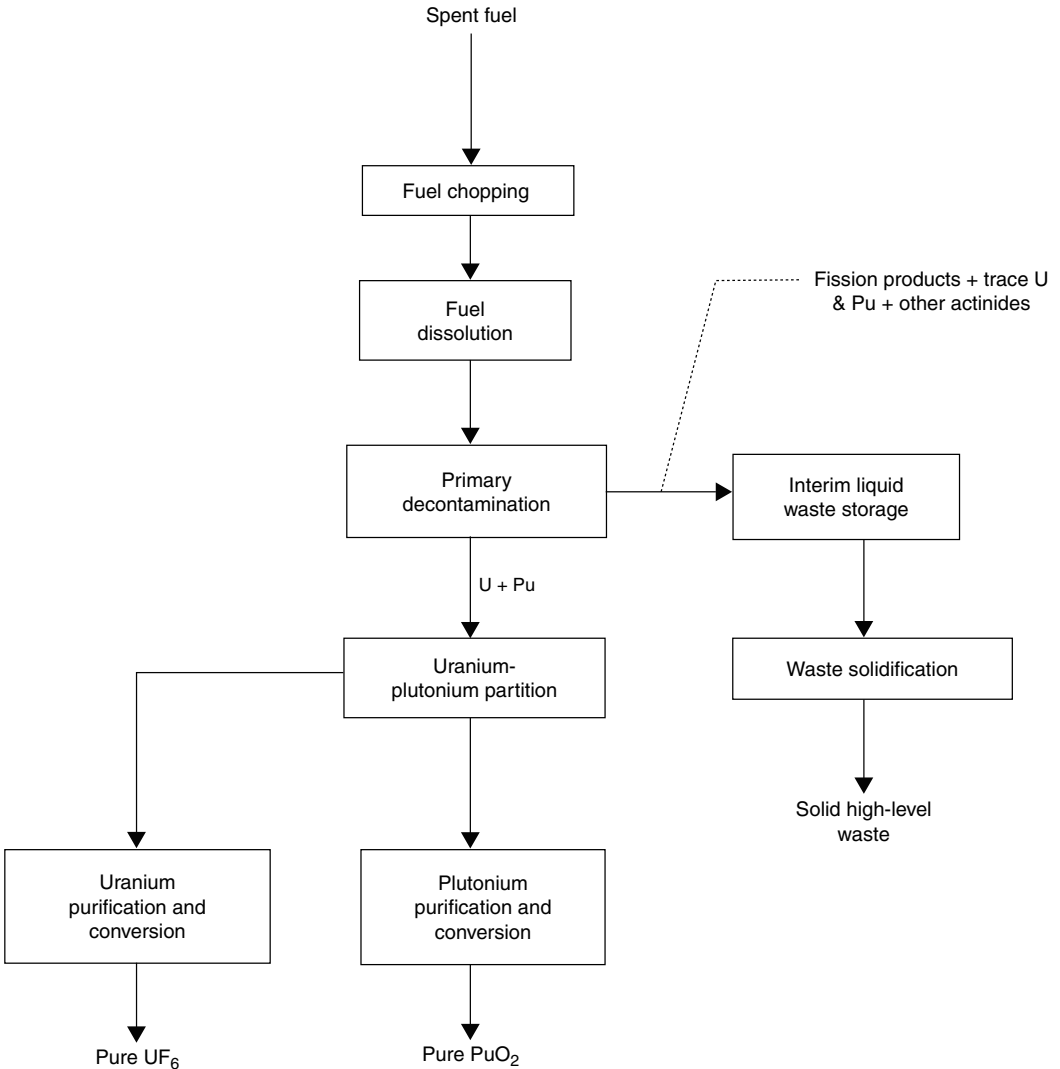 Spent fuel
Fuel chopping
Fuel
dissolution
Fission products + trace U
& Pu + other actinides
Primary
decontamination
Interim liquid
waste storage
U + Pu
Uranium-
plutonium partition
Waste solidification
Solid high-level
waste
Uranium
purification and
conversion
Plutonium
purification and
conversion
Pure UF6
Pure PuO2